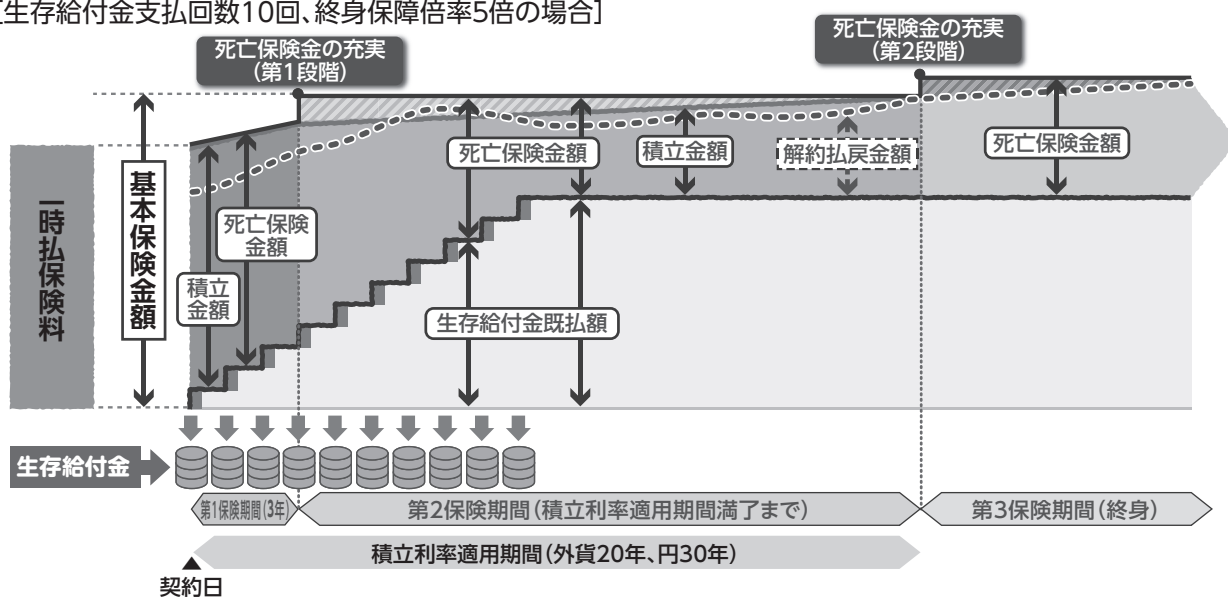 [生存給付金支払回数10回、終身保障倍率5倍の場合]
死亡保険金の充実
(第1段階)
死亡保険金の充実
(第2段階)
一時払保険料
基本保険金額
積立
金額
死亡保険
金額
死亡保険金額
積立金額
解約払戻金額
死亡保険金額
生存給付金既払額
生存給付金
第1保険期間(3年)
第2保険期間(積立利率適用期間満了まで)
第3保険期間(終身)
積立利率適用期間(外貨20年、円30年)
契約日